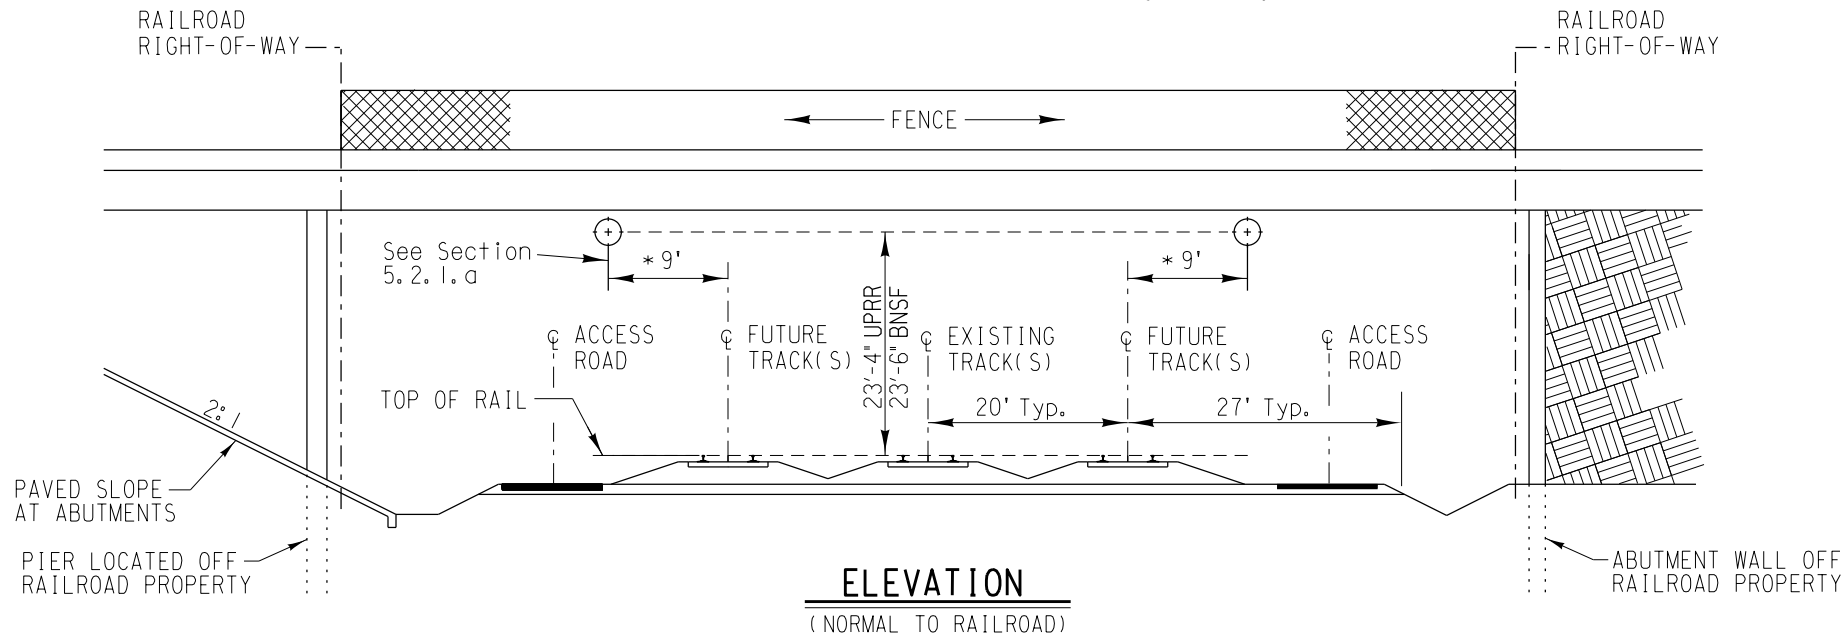 RAILROAD
RIGHT-OF-WAY
RAILROAD
RIGHT-OF-WAY
FENCE
See Section
5.2.1.a
* 9'
* 9'
23'-4" UPRR
23'-6" BNSF
℄ ACCESS
ROAD
℄ FUTURE
TRACK(S)
℄ EXISTING
TRACK(S)
℄ FUTURE
TRACK(S)
℄ ACCESS
ROAD
TOP OF RAIL
20' Typ.
27' Typ.
2:1
PAVED SLOPE
AT ABUTMENTS
PIER LOCATED OFF
RAILROAD PROPERTY
ABUTMENT WALL OFF
RAILROAD PROPERTY
ELEVATION
(NORMAL TO RAILROAD)